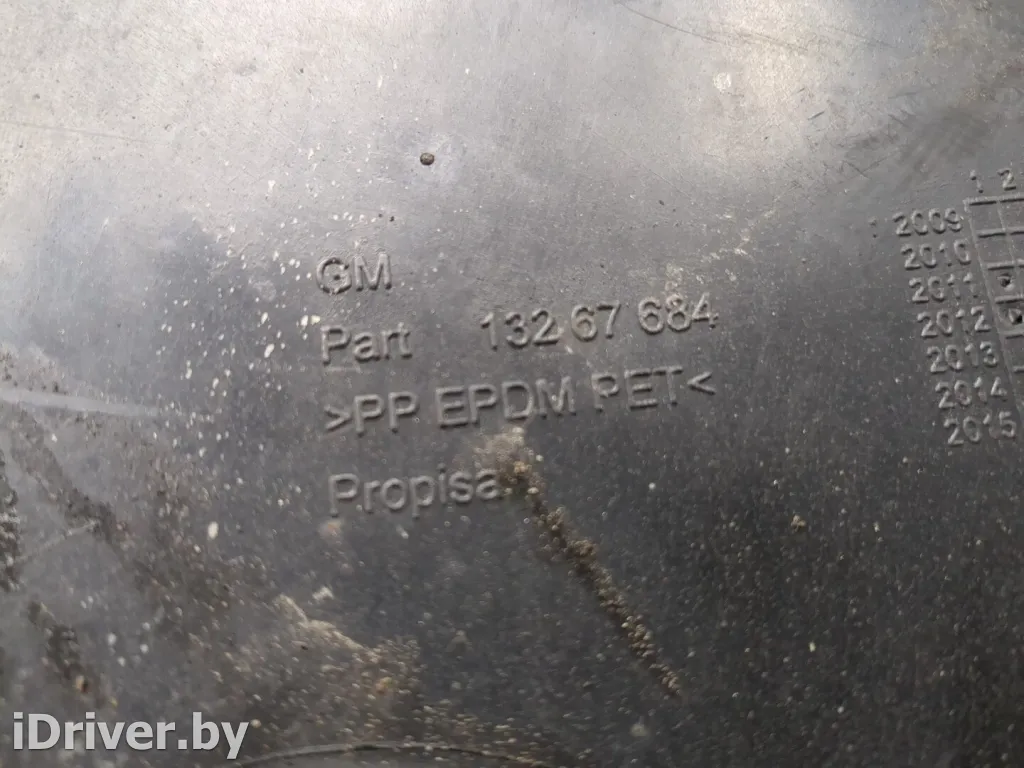 GM
Part 132 67 684
>PP EPDM PET<
Propisa
1 2
1 2009
2010
2011
2012
2013
2014
2015
iDriver.by